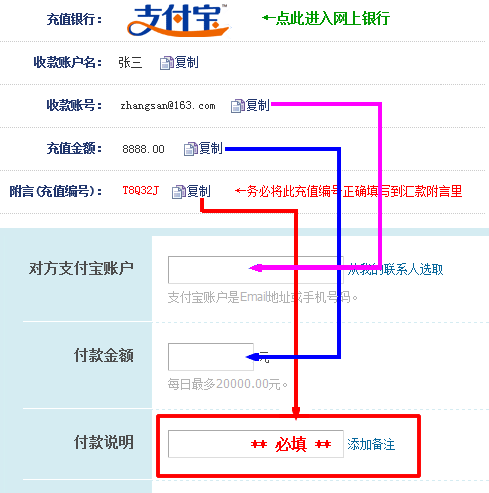 充值银行： 支付宝™ ←点此进入网上银行
收款账户名： 张三 复制
收款账号： zhangsan@163.com 复制
充值金额： 8888.00 复制
附言(充值编号)： T8Q32J 复制 ←务必将此充值编号正确填写到汇款附言里
对方支付宝账户 从我的联系人选取
支付宝账户是Email地址或手机号码。
付款金额 元
每日最多20000.00元。
付款说明 ** 必填 ** 添加备注